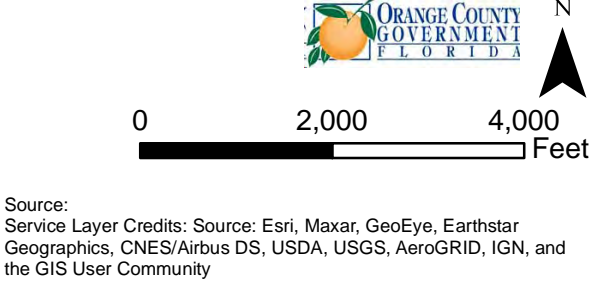 ORANGE COUNTY
GOVERNMENT
FLORIDA
N
0 2,000 4,000
Feet
Source:
Service Layer Credits: Source: Esri, Maxar, GeoEye, Earthstar
Geographics, CNES/Airbus DS, USDA, USGS, AeroGRID, IGN, and
the GIS User Community